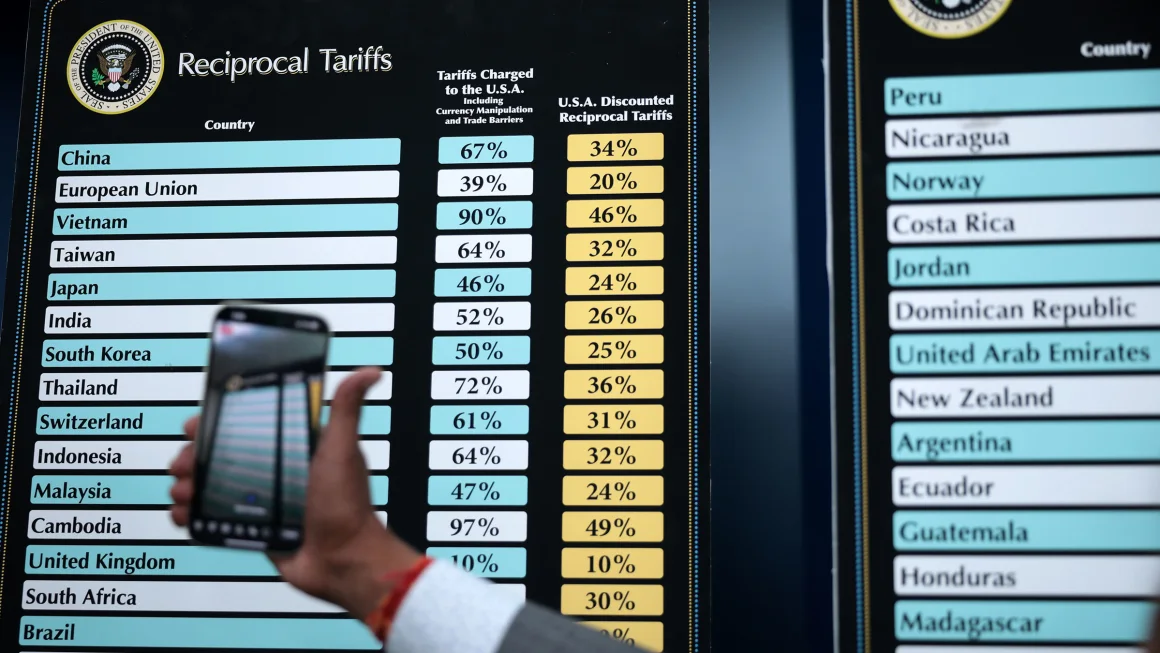 SEAL OF THE PRESIDENT OF THE UNITED
Reciprocal Tariffs
Country
Tariffs Charged
to the U.S.A.
Including
Currency Manipulation
and Trade Barriers
U.S.A. Discounted
Reciprocal Tariffs
China 67% 34%
European Union 39% 20%
Vietnam 90% 46%
Taiwan 64% 32%
Japan 46% 24%
India 52% 26%
South Korea 50% 25%
Thailand 72% 36%
Switzerland 61% 31%
Indonesia 64% 32%
Malaysia 47% 24%
Cambodia 97% 49%
United Kingdom 10% 10%
South Africa 30%
Brazil
Country
Peru
Nicaragua
Norway
Costa Rica
Jordan
Dominican Republic
United Arab Emirates
New Zealand
Argentina
Ecuador
Guatemala
Honduras
Madagascar